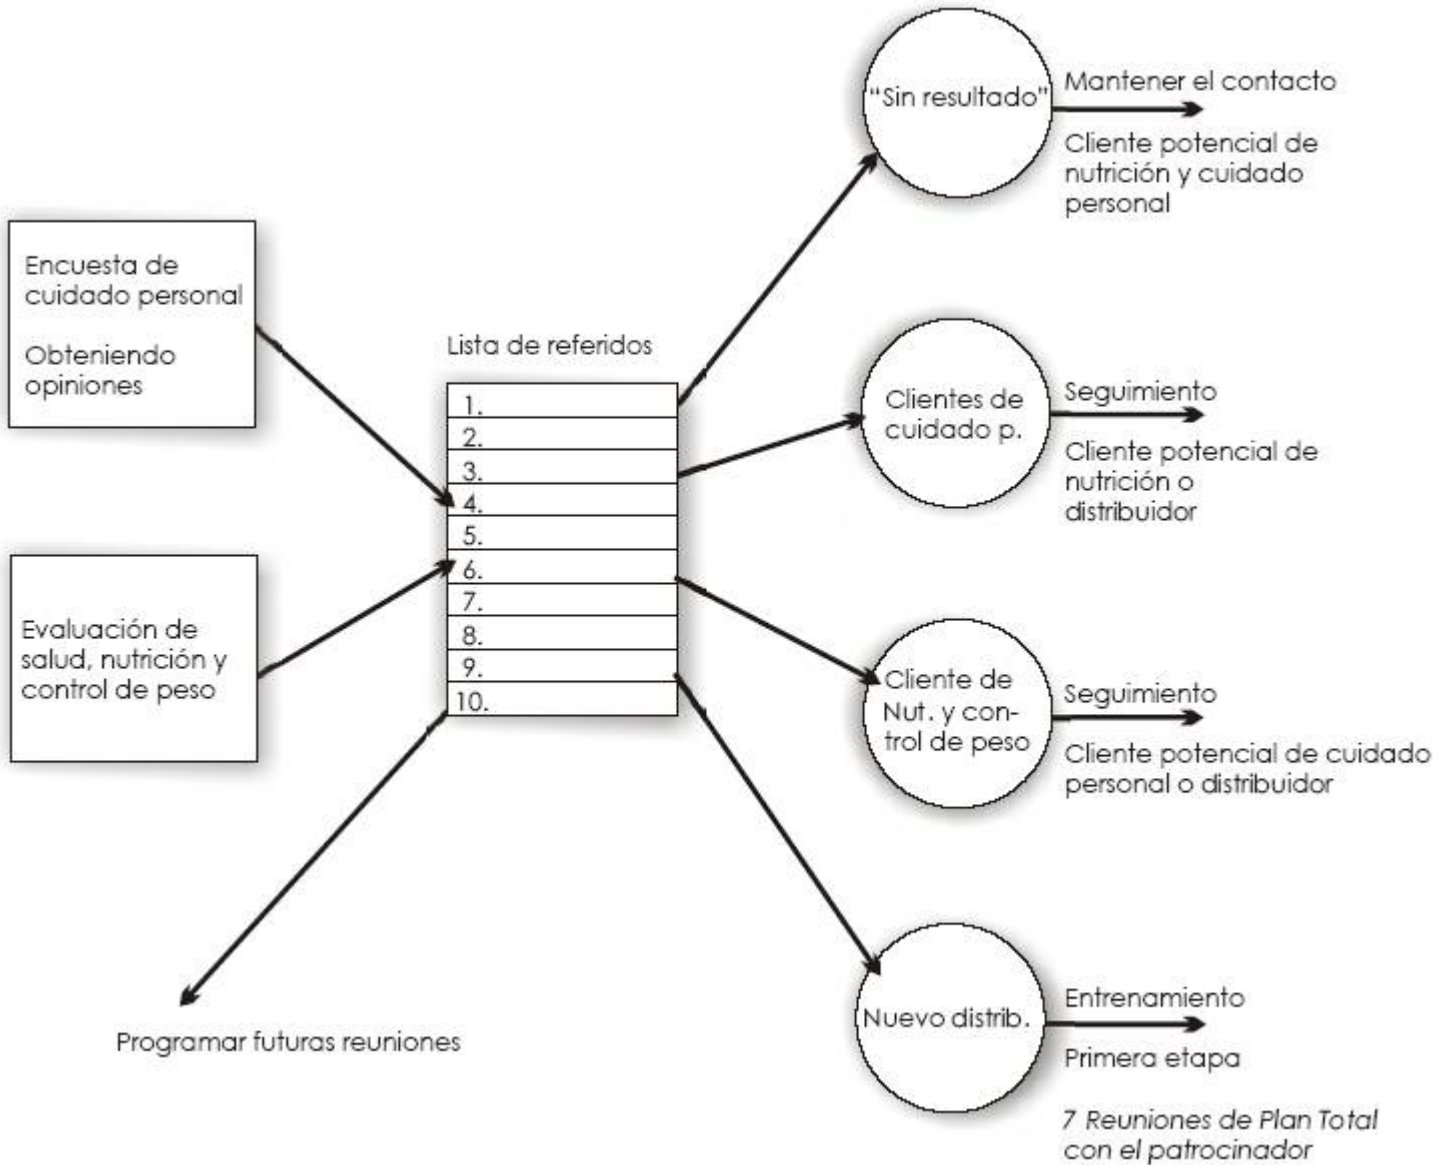 "Sin resultado"
Mantener el contacto
Cliente potencial de
nutrición y cuidado
personal
Encuesta de
cuidado personal
Obteniendo
opiniones
Lista de referidos
1.
2.
3.
4.
5.
6.
7.
8.
9.
10.
Clientes de
cuidado p.
Seguimiento
Cliente potencial de
nutrición o
distribuidor
Evaluación de
salud, nutrición y
control de peso
Cliente de
Nut. y con-
trol de peso
Seguimiento
Cliente potencial de cuidado
personal o distribuidor
Programar futuras reuniones
Nuevo distrib.
Entrenamiento
Primera etapa
7 Reuniones de Plan Total
con el patrocinador